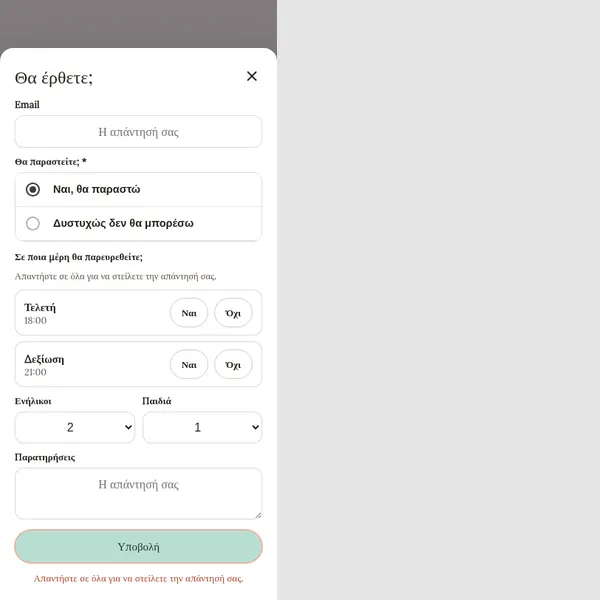 Θα έρθετε;
Email
Η απάντησή σας
Θα παραστείτε; *
Ναι, θα παραστώ
Δυστυχώς δεν θα μπορέσω
Σε ποια μέρη θα παρευρεθείτε;
Απαντήστε σε όλα για να στείλετε την απάντησή σας.
Τελετή
18:00
Ναι Όχι
Δεξίωση
21:00
Ναι Όχι
Ενήλικοι Παιδιά
2 1
Παρατηρήσεις
Η απάντησή σας
Υποβολή
Απαντήστε σε όλα για να στείλετε την απάντησή σας.